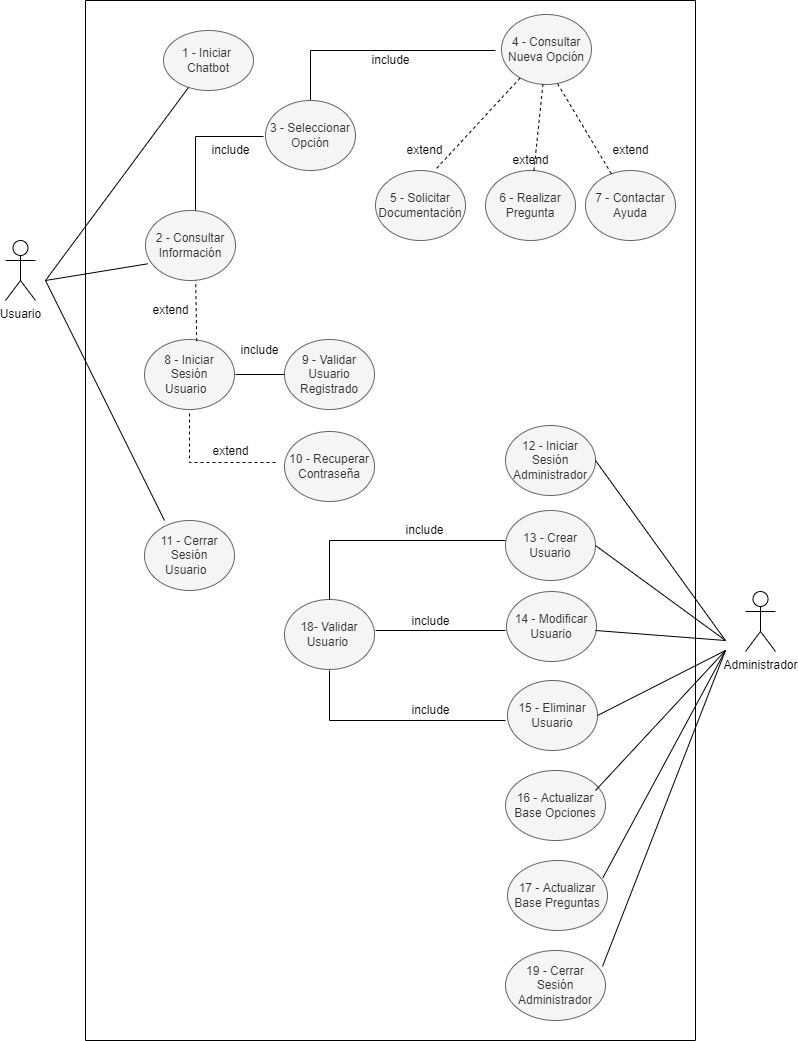 1 - Iniciar
Chatbot
4 - Consultar
Nueva Opción
include
3 - Seleccionar
Opción
include
extend
extend
extend
5 - Solicitar
Documentación
6 - Realizar
Pregunta
7 - Contactar
Ayuda
2 - Consultar
Información
Usuario
extend
8 - Iniciar
Sesión
Usuario
include
9 - Validar
Usuario
Registrado
extend
10 - Recuperar
Contraseña
11 - Cerrar
Sesión
Usuario
12 - Iniciar
Sesión
Administrador
include
13 - Crear
Usuario
18- Validar
Usuario
include
14 - Modificar
Usuario
Administrador
include
15 - Eliminar
Usuario
16 - Actualizar
Base Opciones
17 - Actualizar
Base Preguntas
19 - Cerrar
Sesión
Administrador